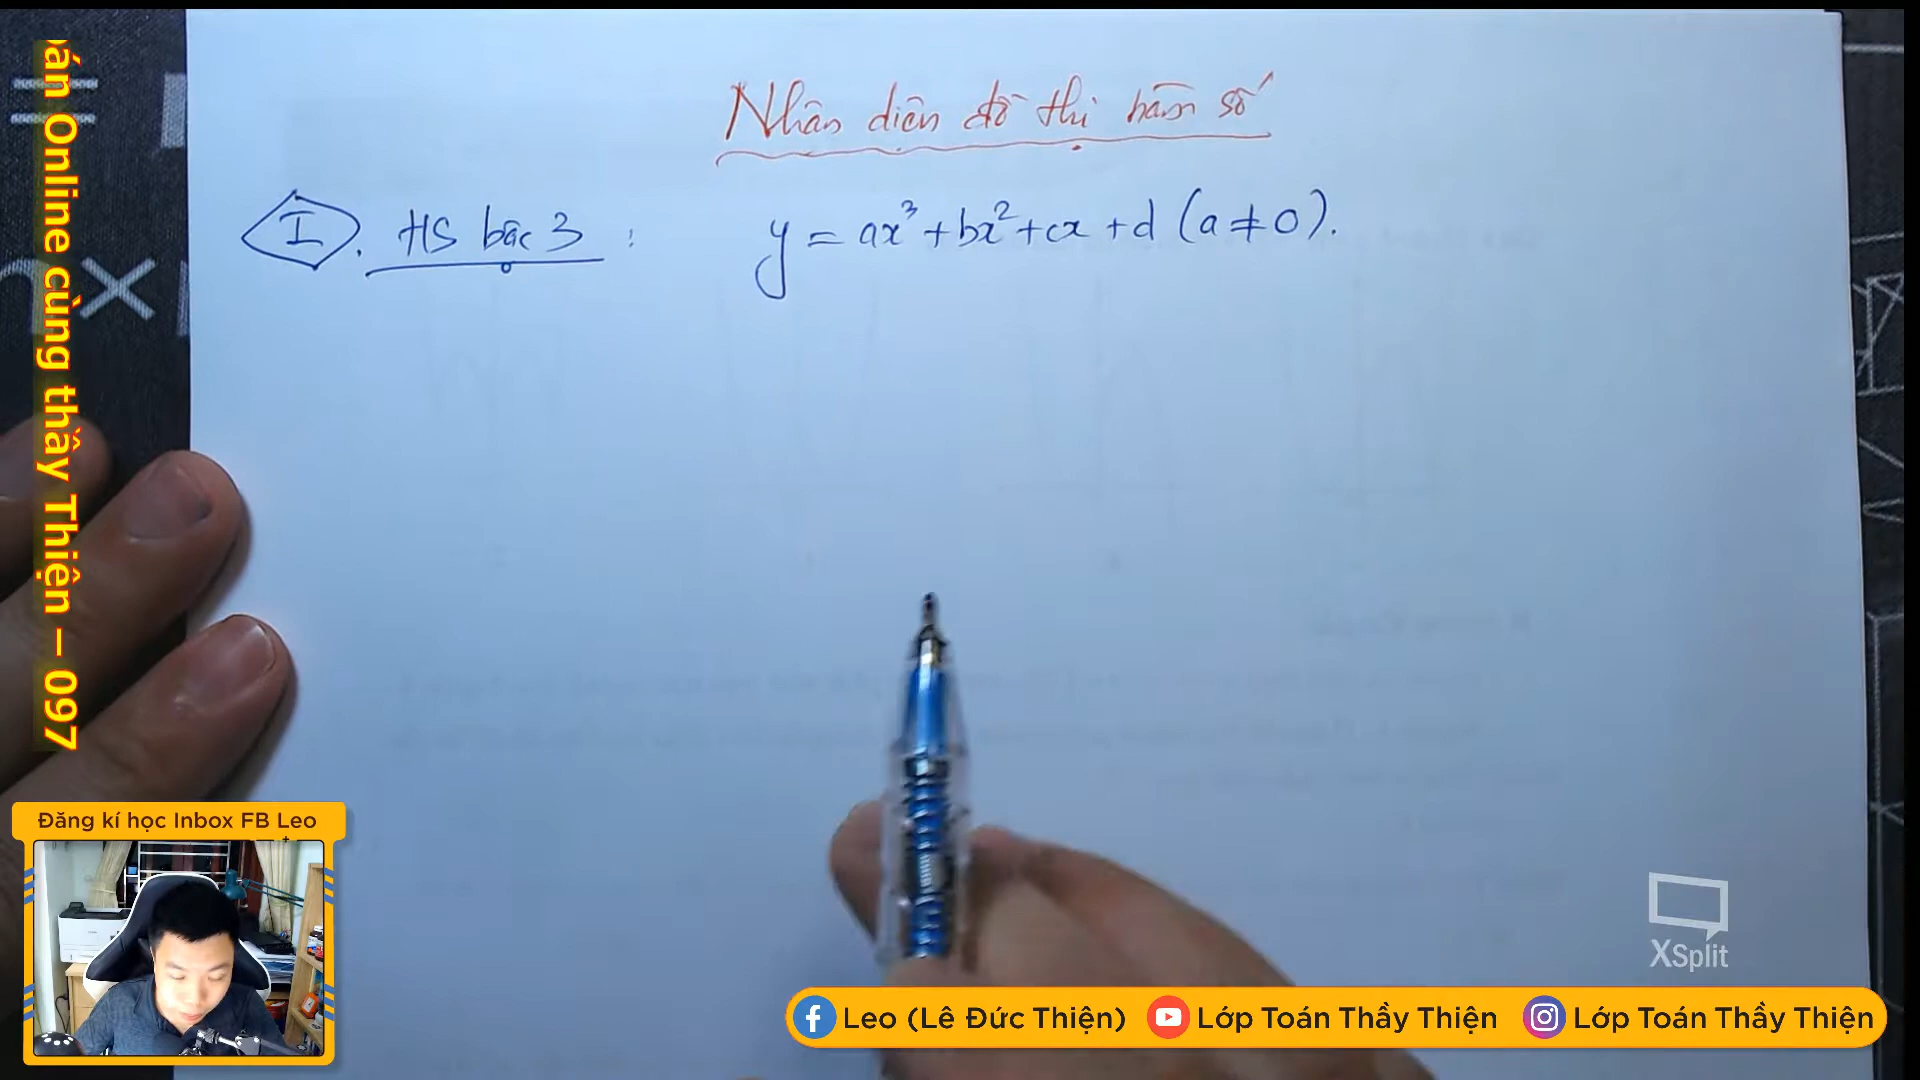 Nhận diện đồ thị hàm số
I. HS bậc 3 : y = ax³ + bx² + cx + d (a ≠ 0).
án Online cùng thầy Thiện – 097
Đăng kí học Inbox FB Leo
XSplit
Leo (Lê Đức Thiện) Lớp Toán Thầy Thiện Lớp Toán Thầy Thiện